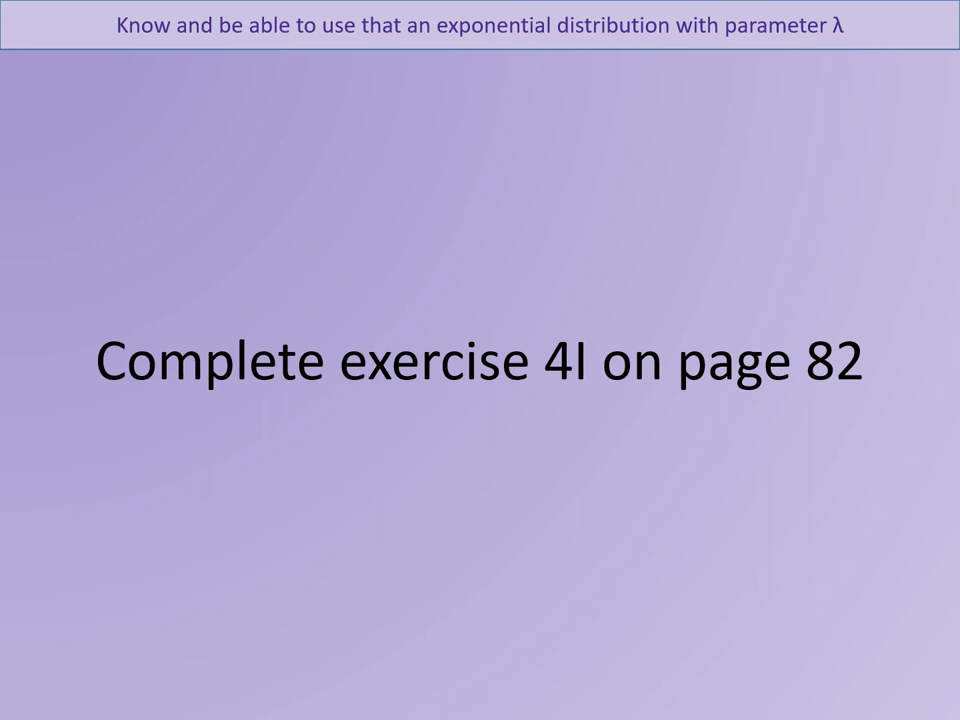 Know and be able to use that an exponential distribution with parameter λ
Complete exercise 4I on page 82